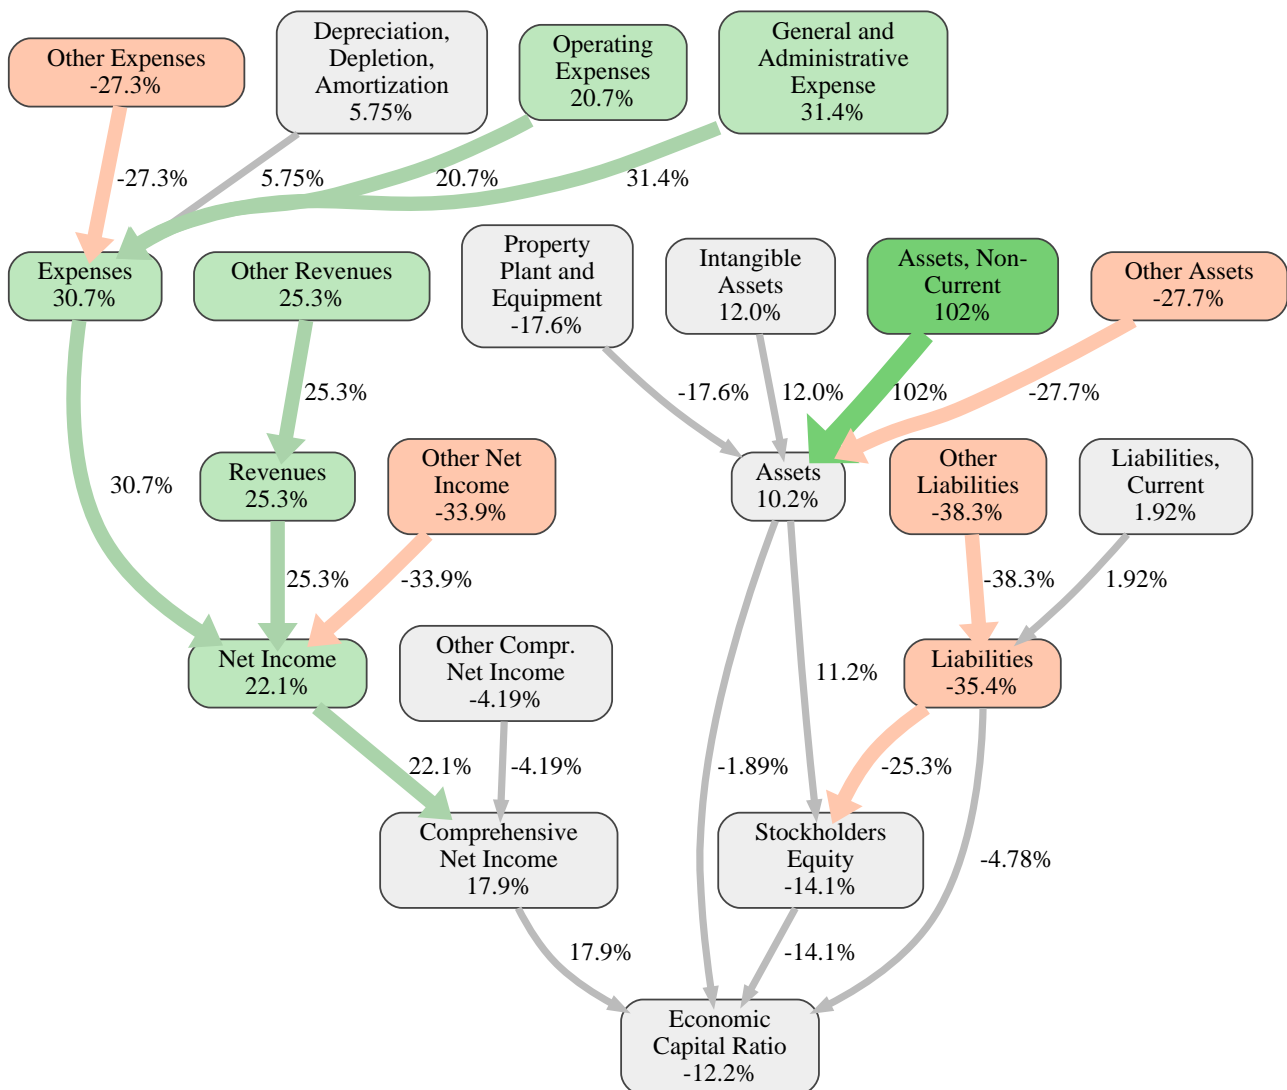 Other Expenses
-27.3%
Depreciation,
Depletion,
Amortization
5.75%
Operating
Expenses
20.7%
General and
Administrative
Expense
31.4%
-27.3%
5.75%
20.7%
31.4%
Expenses
30.7%
Other Revenues
25.3%
Property
Plant and
Equipment
-17.6%
Intangible
Assets
12.0%
Assets, Non-
Current
102%
Other Assets
-27.7%
25.3%
-17.6%
12.0%
102%
-27.7%
30.7%
Revenues
25.3%
Other Net
Income
-33.9%
Assets
10.2%
Other
Liabilities
-38.3%
Liabilities,
Current
1.92%
25.3%
-33.9%
-38.3%
1.92%
Net Income
22.1%
Other Compr.
Net Income
-4.19%
11.2%
Liabilities
-35.4%
22.1%
-4.19%
-1.89%
-25.3%
Comprehensive
Net Income
17.9%
Stockholders
Equity
-14.1%
-4.78%
17.9%
-14.1%
Economic
Capital Ratio
-12.2%